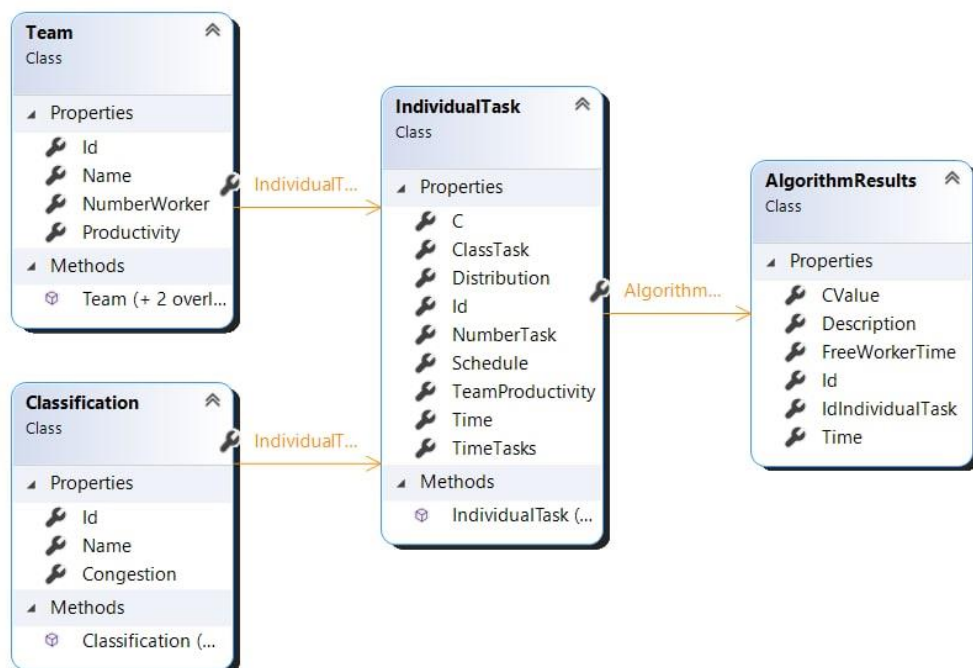 Team
Class
Properties
Id
Name
NumberWorker
Productivity
Methods
Team (+ 2 overl...
IndividualT...
Classification
Class
Properties
Id
Name
Congestion
Methods
Classification (...
IndividualT...
IndividualTask
Class
Properties
C
ClassTask
Distribution
Id
NumberTask
Schedule
TeamProductivity
Time
TimeTasks
Methods
IndividualTask (...
Algorithm...
AlgorithmResults
Class
Properties
CValue
Description
FreeWorkerTime
Id
IdIndividualTask
Time